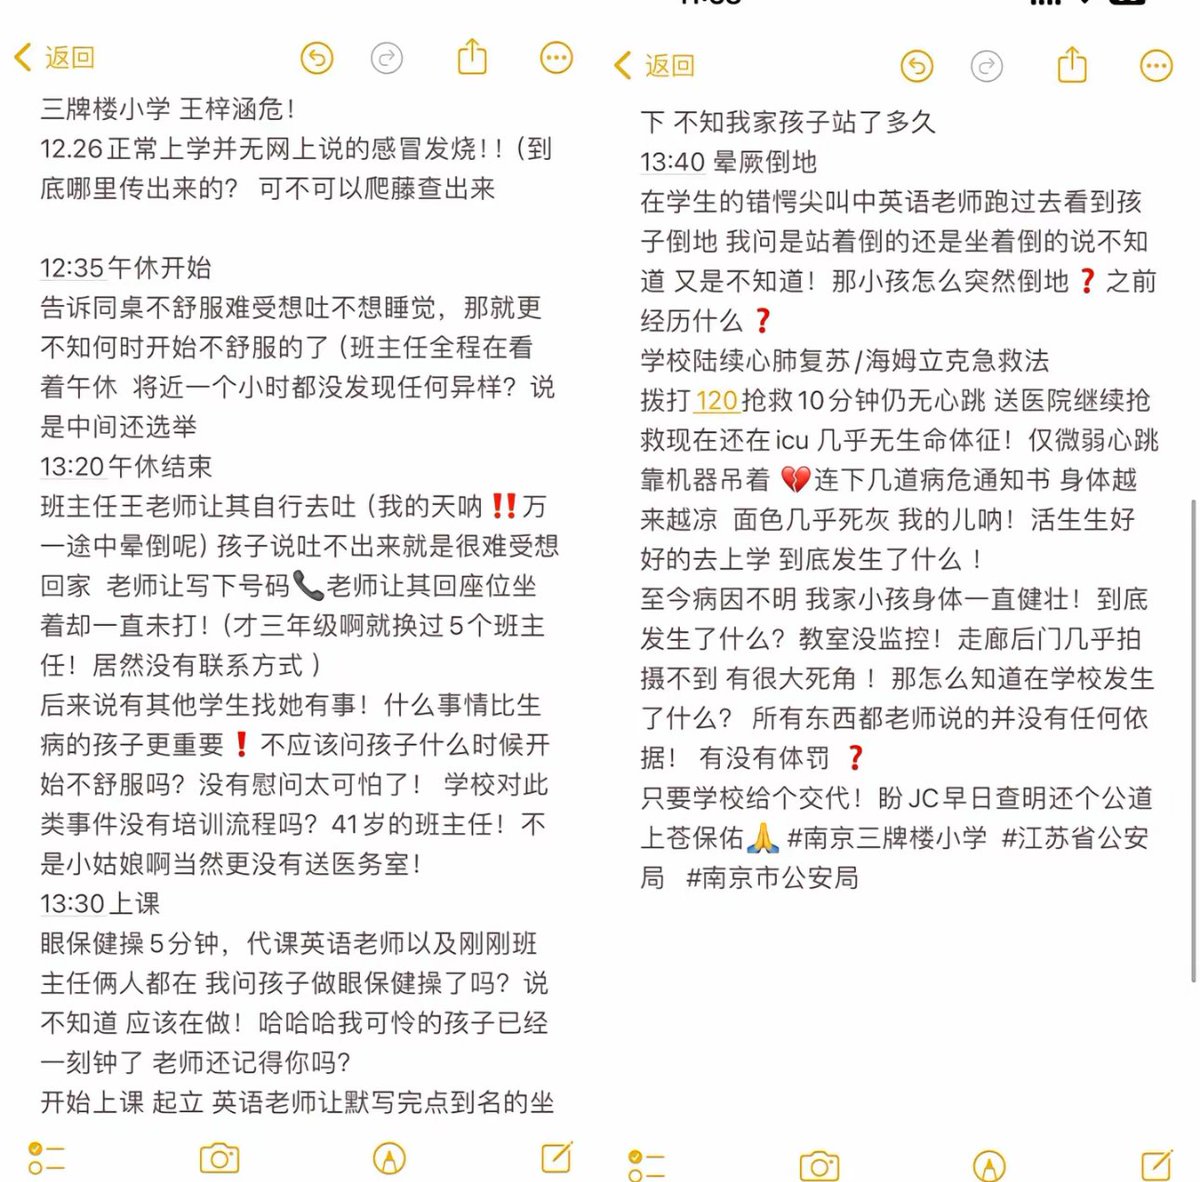 返回
三牌楼小学 王梓涵危！
12.26正常上学并无网上说的感冒发烧！！（到
底哪里传出来的？ 可不可以爬藤查出来
12:35午休开始
告诉同桌不舒服难受想吐不想睡觉，那就更
不知何时开始不舒服的了（班主任全程在看
着午休 将近一个小时都没发现任何异样？说
是中间还选举
13:20午休结束
班主任王老师让其自行去吐（我的天呐‼️万
一途中晕倒呢）孩子说吐不出来就是很难受想
回家 老师让写下号码📞老师让其回座位坐
着却一直未打！（才三年级啊就换过5个班主
任！居然没有联系方式 ）
后来说有其他学生找她有事！什么事情比生
病的孩子更重要❗不应该问孩子什么时候开
始不舒服吗？没有慰问太可怕了！ 学校对此
类事件没有培训流程吗？41岁的班主任！不
是小姑娘啊当然更没有送医务室！
13:30上课
眼保健操5分钟，代课英语老师以及刚刚班
主任俩人都在 我问孩子做眼保健操了吗？说
不知道 应该在做！哈哈哈我可怜的孩子已经
一刻钟了 老师还记得你吗？
开始上课 起立 英语老师让默写完点到名的坐
返回
下 不知我家孩子站了多久
13:40 晕厥倒地
在学生的错愕尖叫中英语老师跑过去看到孩
子倒地 我问是站着倒的还是坐着倒的说不知
道 又是不知道！那小孩怎么突然倒地❓之前
经历什么❓
学校陆续心肺复苏/海姆立克急救法
拨打120抢救10分钟仍无心跳 送医院继续抢
救现在还在icu 几乎无生命体征！仅微弱心跳
靠机器吊着 💔连下几道病危通知书 身体越
来越凉 面色几乎死灰 我的儿呐！活生生好
好的去上学 到底发生了什么 ！
至今病因不明 我家小孩身体一直健壮！到底
发生了什么？教室没监控！走廊后门几乎拍
摄不到 有很大死角 ！那怎么知道在学校发生
了什么？ 所有东西都老师说的并没有任何依
据！ 有没有体罚 ❓
只要学校给个交代！盼JC早日查明还个公道
上苍保佑🙏 #南京三牌楼小学 #江苏省公安
局 #南京市公安局